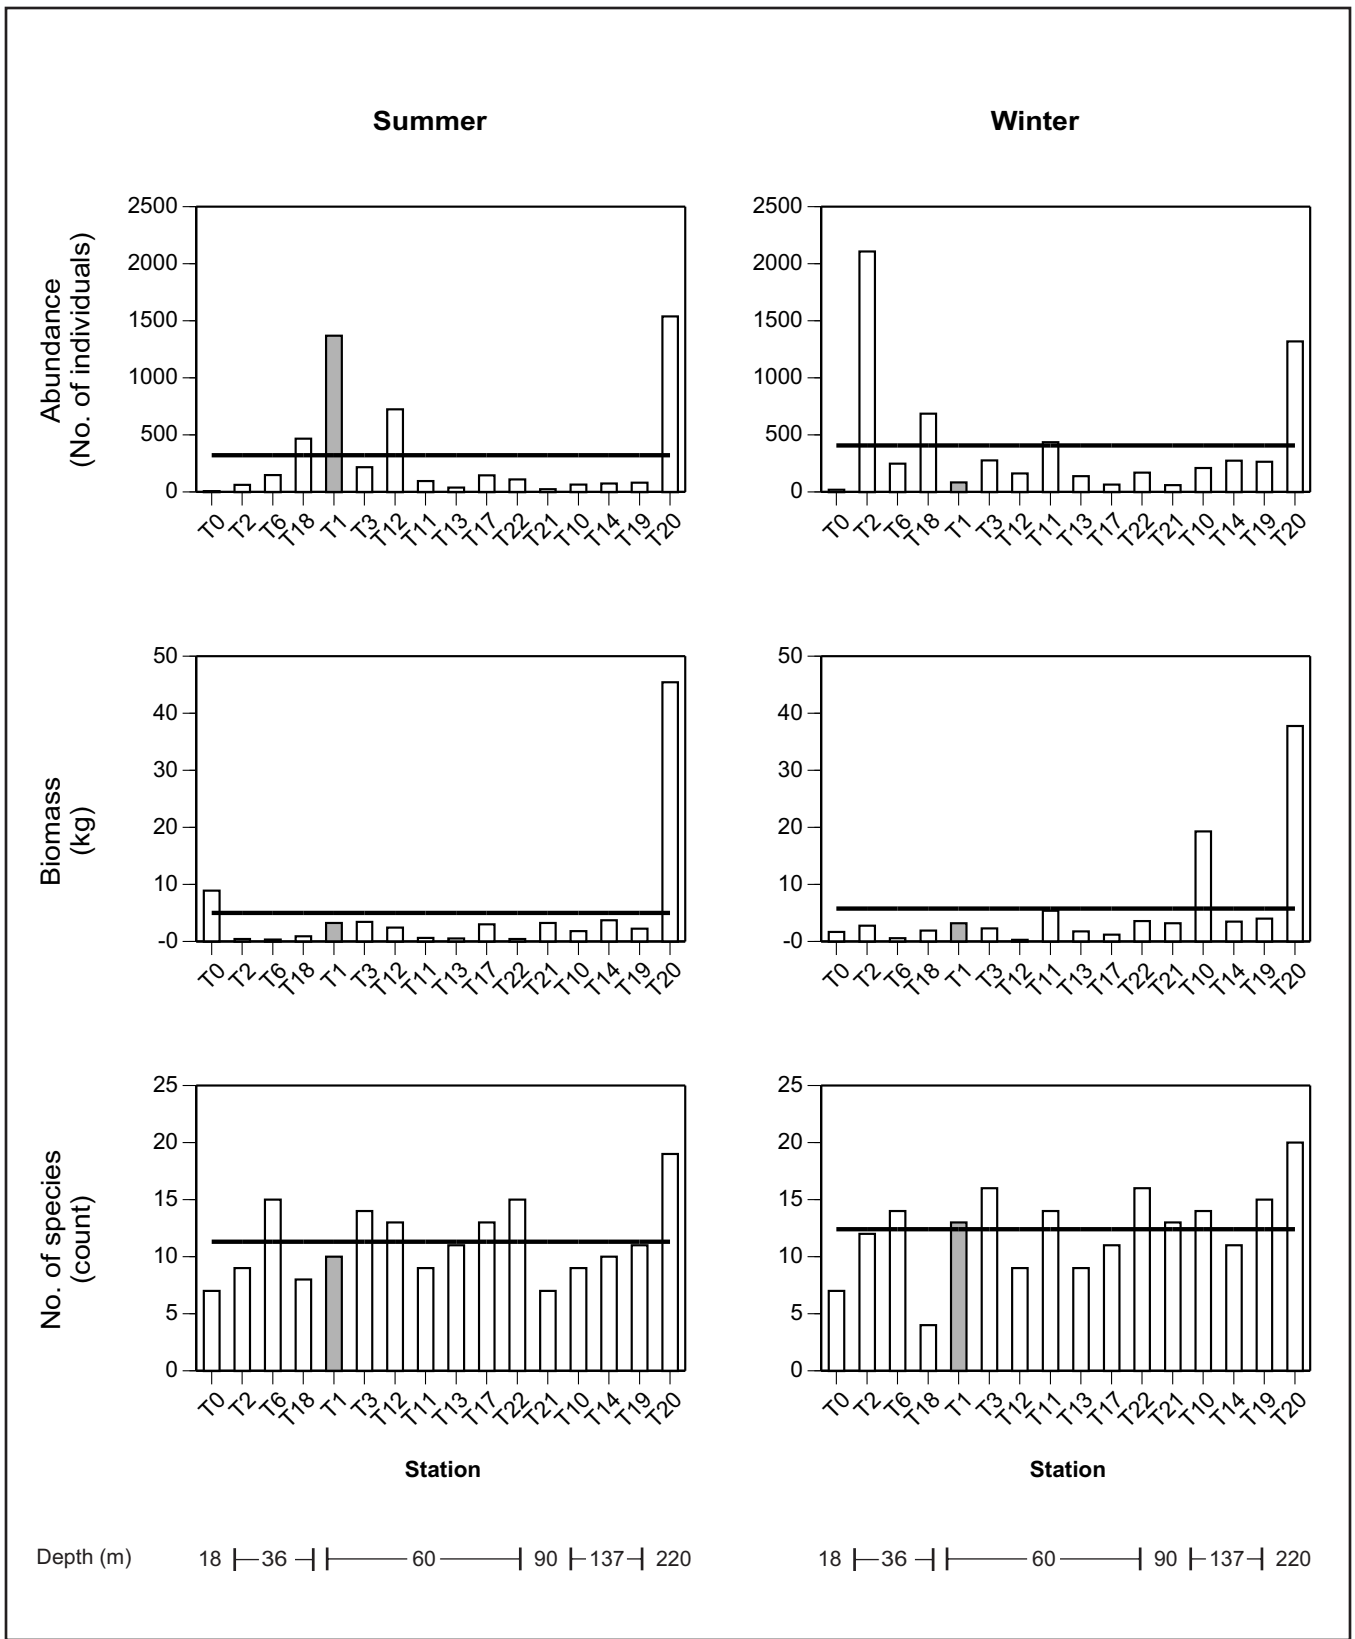 Summer
Winter
Abundance
(No. of individuals)
2500
2000
1500
1000
500
0
T0 T2 T6 T18 T1 T3 T12 T11 T13 T17 T22 T21 T10 T14 T19 T20
2500
2000
1500
1000
500
0
T0 T2 T6 T18 T1 T3 T12 T11 T13 T17 T22 T21 T10 T14 T19 T20
Biomass
(kg)
50
40
30
20
10
-0
T0 T2 T6 T18 T1 T3 T12 T11 T13 T17 T22 T21 T10 T14 T19 T20
50
40
30
20
10
-0
T0 T2 T6 T18 T1 T3 T12 T11 T13 T17 T22 T21 T10 T14 T19 T20
No. of species
(count)
25
20
15
10
5
0
T0 T2 T6 T18 T1 T3 T12 T11 T13 T17 T22 T21 T10 T14 T19 T20
Station
25
20
15
10
5
0
T0 T2 T6 T18 T1 T3 T12 T11 T13 T17 T22 T21 T10 T14 T19 T20
Station
Depth (m) 18 36 60 90 137 220
18 36 60 90 137 220